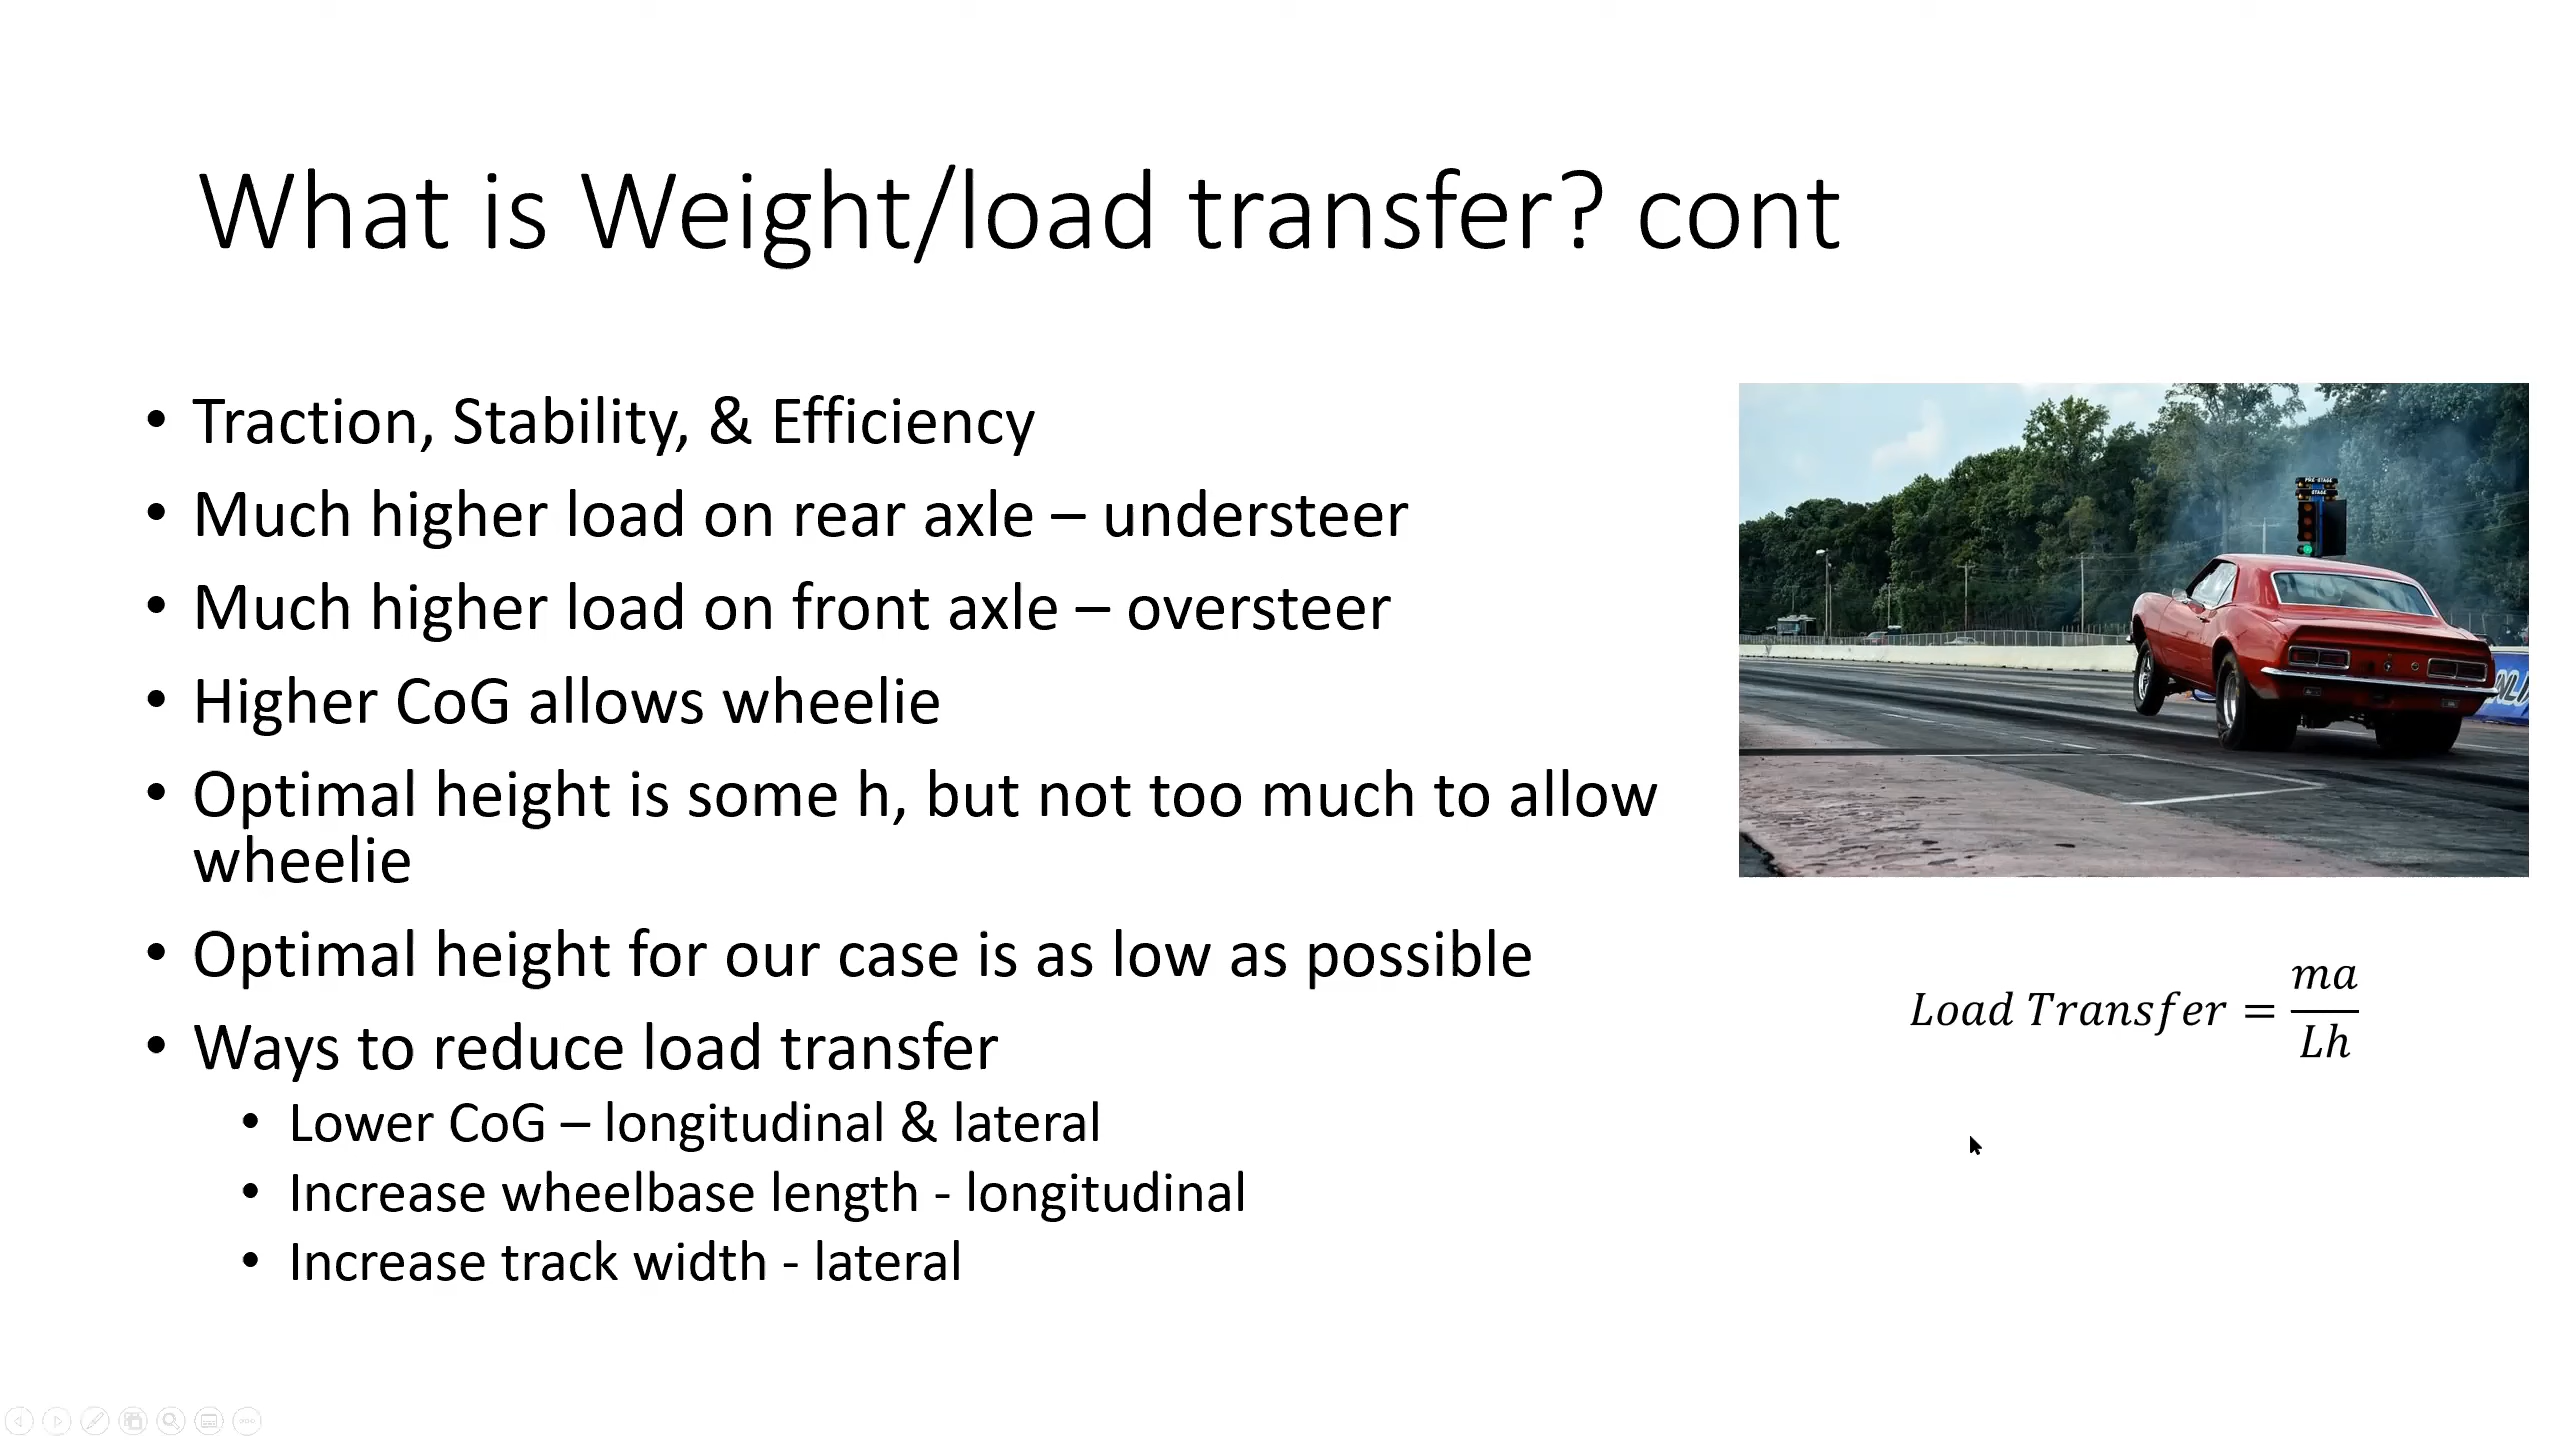 What is Weight/load transfer? cont
• Traction, Stability, & Efficiency
• Much higher load on rear axle – understeer
• Much higher load on front axle – oversteer
• Higher CoG allows wheelie
• Optimal height is some h, but not too much to allow
wheelie
• Optimal height for our case is as low as possible
• Ways to reduce load transfer
• Lower CoG – longitudinal & lateral
• Increase wheelbase length - longitudinal
• Increase track width - lateral
PRE STAGE
STAGE
Load Transfer = ma/Lh